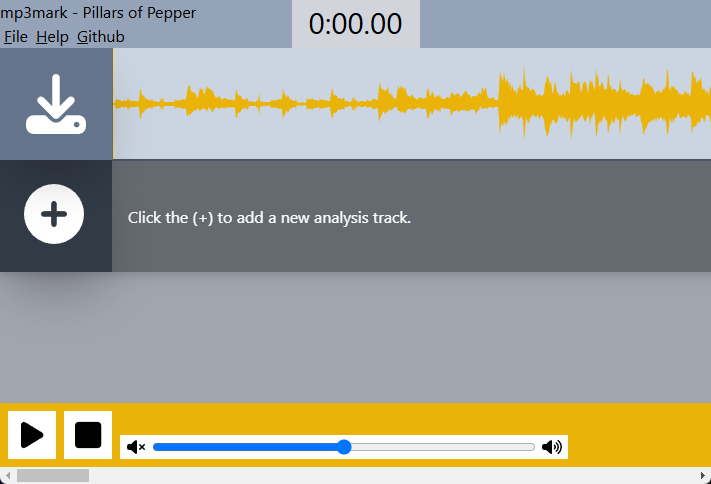 mp3mark - Pillars of Pepper
0:00.00
File Help Github
Click the (+) to add a new analysis track.